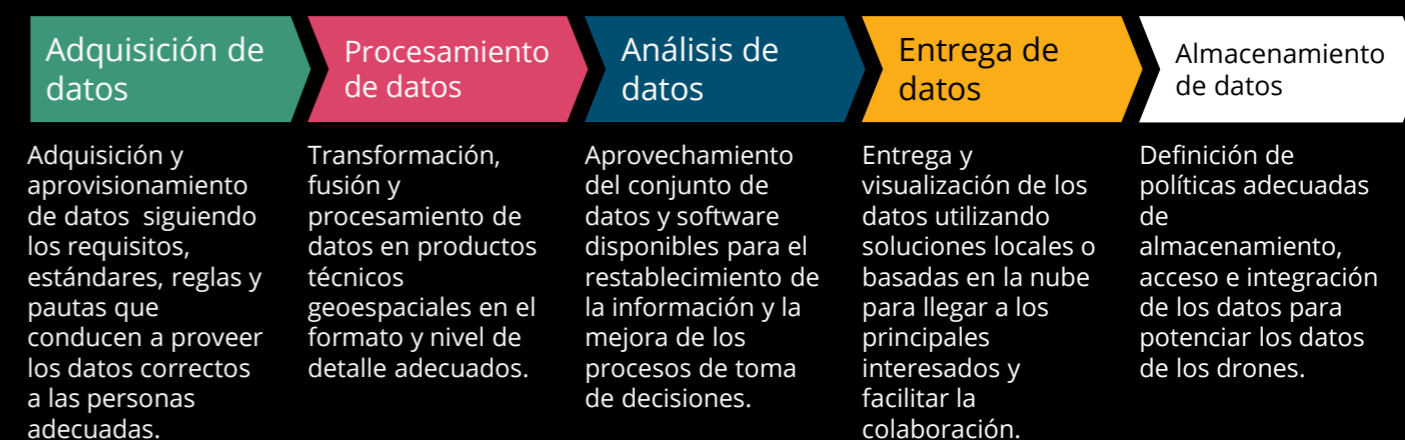 Adquisición de
datos
Procesamiento
de datos
Análisis de
datos
Entrega de
datos
Almacenamiento
de datos
Adquisición y
aprovisionamiento
de datos siguiendo
los requisitos,
estándares, reglas y
pautas que
conducen a proveer
los datos correctos
a las personas
adecuadas.
Transformación,
fusión y
procesamiento de
datos en productos
técnicos
geoespaciales en el
formato y nivel de
detalle adecuados.
Aprovechamiento
del conjunto de
datos y software
disponibles para el
restablecimiento de
la información y la
mejora de los
procesos de toma
de decisiones.
Entrega y
visualización de los
datos utilizando
soluciones locales o
basadas en la nube
para llegar a los
principales
interesados y
facilitar la
colaboración.
Definición de
políticas adecuadas
de
almacenamiento,
acceso e integración
de los datos para
potenciar los datos
de los drones.